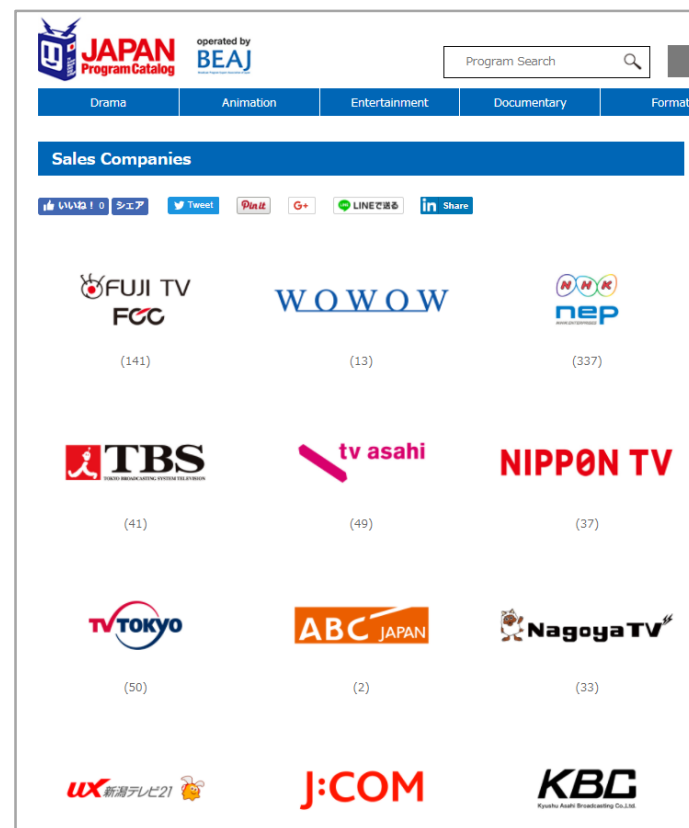 JAPAN
Program Catalog
operated by
BEAJ
Program Search
Drama Animation Entertainment Documentary Format
Sales Companies
いいね！ 0 シェア Tweet Pin it G+ LINEで送る in Share
FUJI TV
FCC
WOWOW
NHK
nep
(141) (13) (337)
TBS
TOKYO BROADCASTING SYSTEM TELEVISION
tv asahi
NIPPON TV
(41) (49) (37)
TV TOKYO
ABC JAPAN
NagoyaTV
(50) (2) (33)
UX 新潟テレビ21
J:COM
KBC
Kyushu Asahi Broadcasting Co.,Ltd.